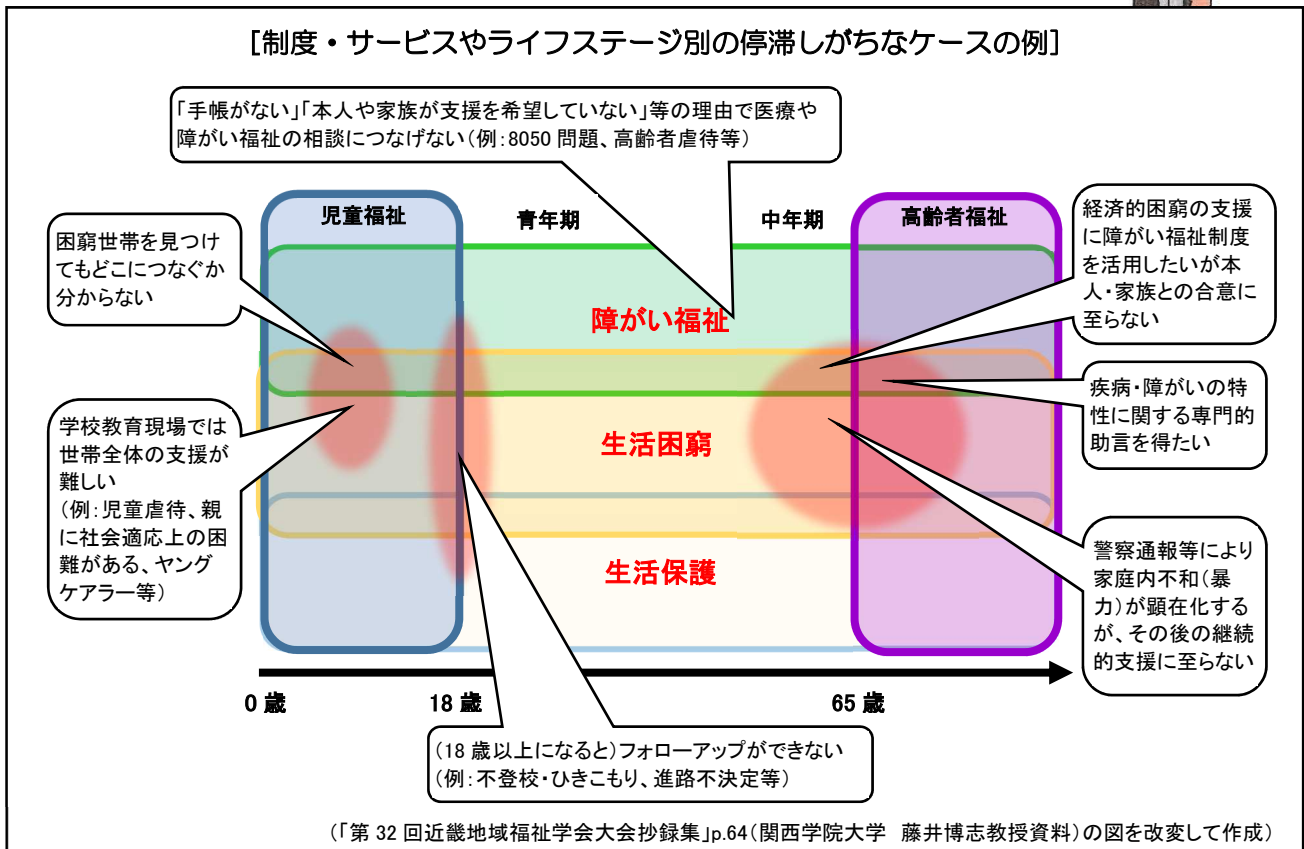 [制度・サービスやライフステージ別の停滞しがちなケースの例]
「手帳がない」「本人や家族が支援を希望していない」等の理由で医療や
障がい福祉の相談につなげない(例:8050 問題、高齢者虐待等)
児童福祉
青年期
中年期
高齢者福祉
困窮世帯を見つけ
てもどこにつなぐか
分からない
経済的困窮の支援
に障がい福祉制度
を活用したいが本
人・家族との合意に
至らない
障がい福祉
疾病・障がいの特
性に関する専門的
助言を得たい
学校教育現場では
世帯全体の支援が
難しい
(例:児童虐待、親
に社会適応上の困
難がある、ヤング
ケアラー等)
生活困窮
警察通報等により
家庭内不和(暴
力)が顕在化する
が、その後の継続
的支援に至らない
生活保護
0 歳
18 歳
65 歳
(18 歳以上になると)フォローアップができない
(例:不登校・ひきこもり、進路不決定等)
(「第 32 回近畿地域福祉学会大会抄録集」p.64(関西学院大学 藤井博志教授資料)の図を改変して作成)